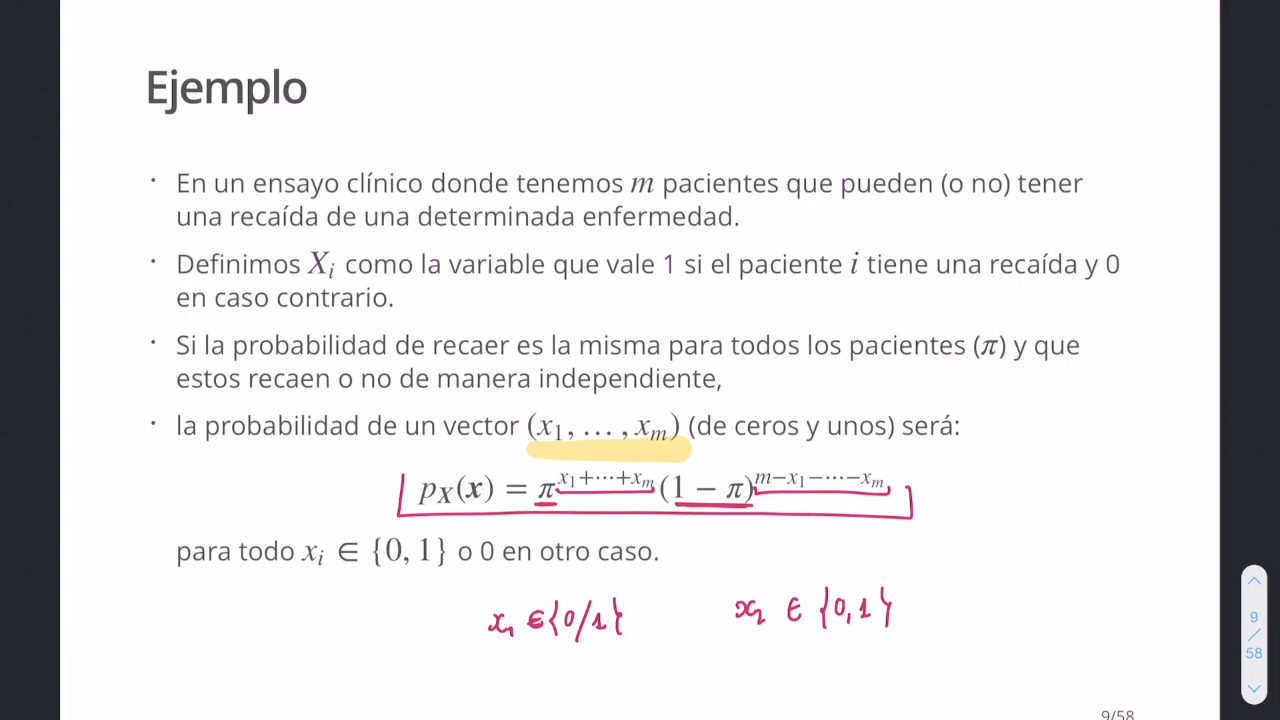 Ejemplo
· En un ensayo clínico donde tenemos m pacientes que pueden (o no) tener
una recaída de una determinada enfermedad.
· Definimos Xᵢ como la variable que vale 1 si el paciente i tiene una recaída y 0
en caso contrario.
· Si la probabilidad de recaer es la misma para todos los pacientes (π) y que
estos recaen o no de manera independiente,
· la probabilidad de un vector (x₁, … , xₘ) (de ceros y unos) será:
p_X(x) = π^{x₁+⋯+xₘ}(1 − π)^{m−x₁−⋯−xₘ}
para todo xᵢ ∈ {0, 1} o 0 en otro caso.
x₁ ∈ {0/1} x₂ ∈ {0,1}
9
/
58
9/58